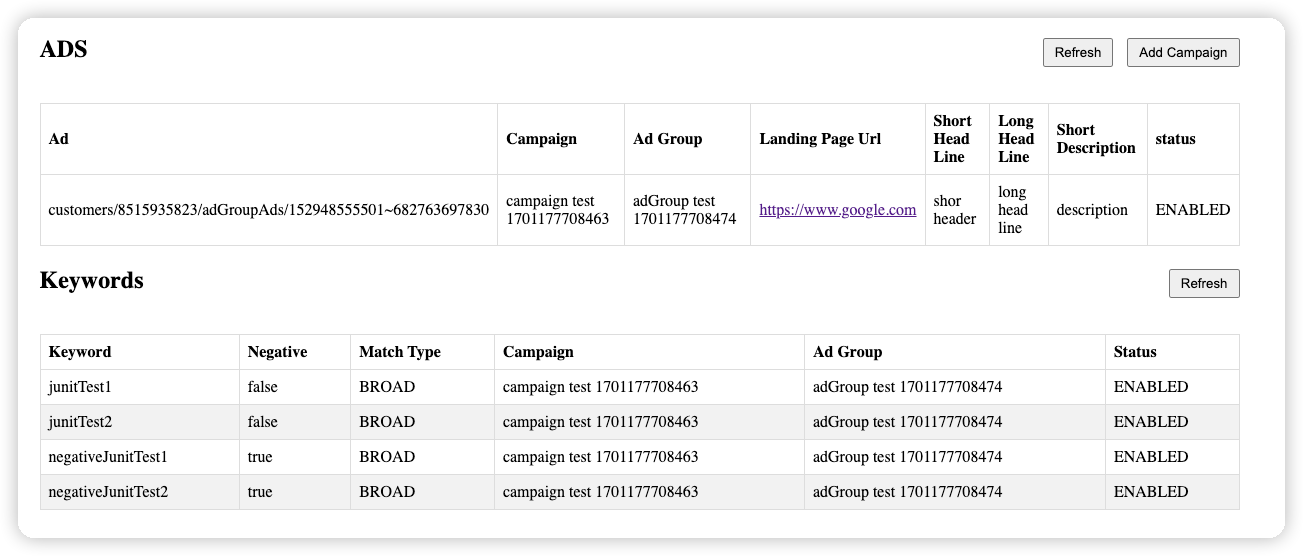 ADS
Refresh
Add Campaign
Ad
Campaign
Ad Group
Landing Page Url
Short
Head
Line
Long
Head
Line
Short
Description
status
customers/8515935823/adGroupAds/152948555501~682763697830
campaign test
1701177708463
adGroup test
1701177708474
https://www.google.com
shor
header
long
head
line
description
ENABLED
Keywords
Refresh
Keyword Negative Match Type Campaign Ad Group Status
junitTest1 false BROAD campaign test 1701177708463 adGroup test 1701177708474 ENABLED
junitTest2 false BROAD campaign test 1701177708463 adGroup test 1701177708474 ENABLED
negativeJunitTest1 true BROAD campaign test 1701177708463 adGroup test 1701177708474 ENABLED
negativeJunitTest2 true BROAD campaign test 1701177708463 adGroup test 1701177708474 ENABLED